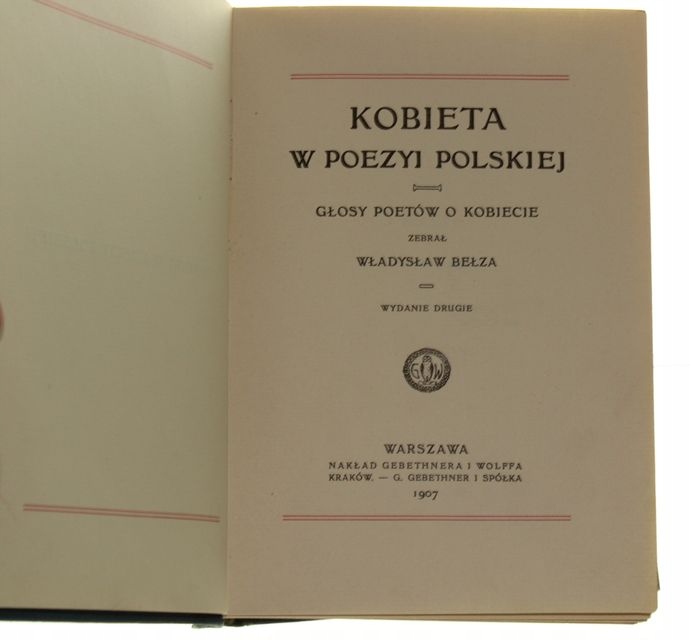 KOBIETA
W POEZYI POLSKIEJ
GŁOSY POETÓW O KOBIECIE
ZEBRAŁ
WŁADYSŁAW BEŁZA
WYDANIE DRUGIE
G W
WARSZAWA
NAKŁAD GEBETHNERA I WOLFFA
KRAKÓW. — G. GEBETHNER I SPÓŁKA
1907